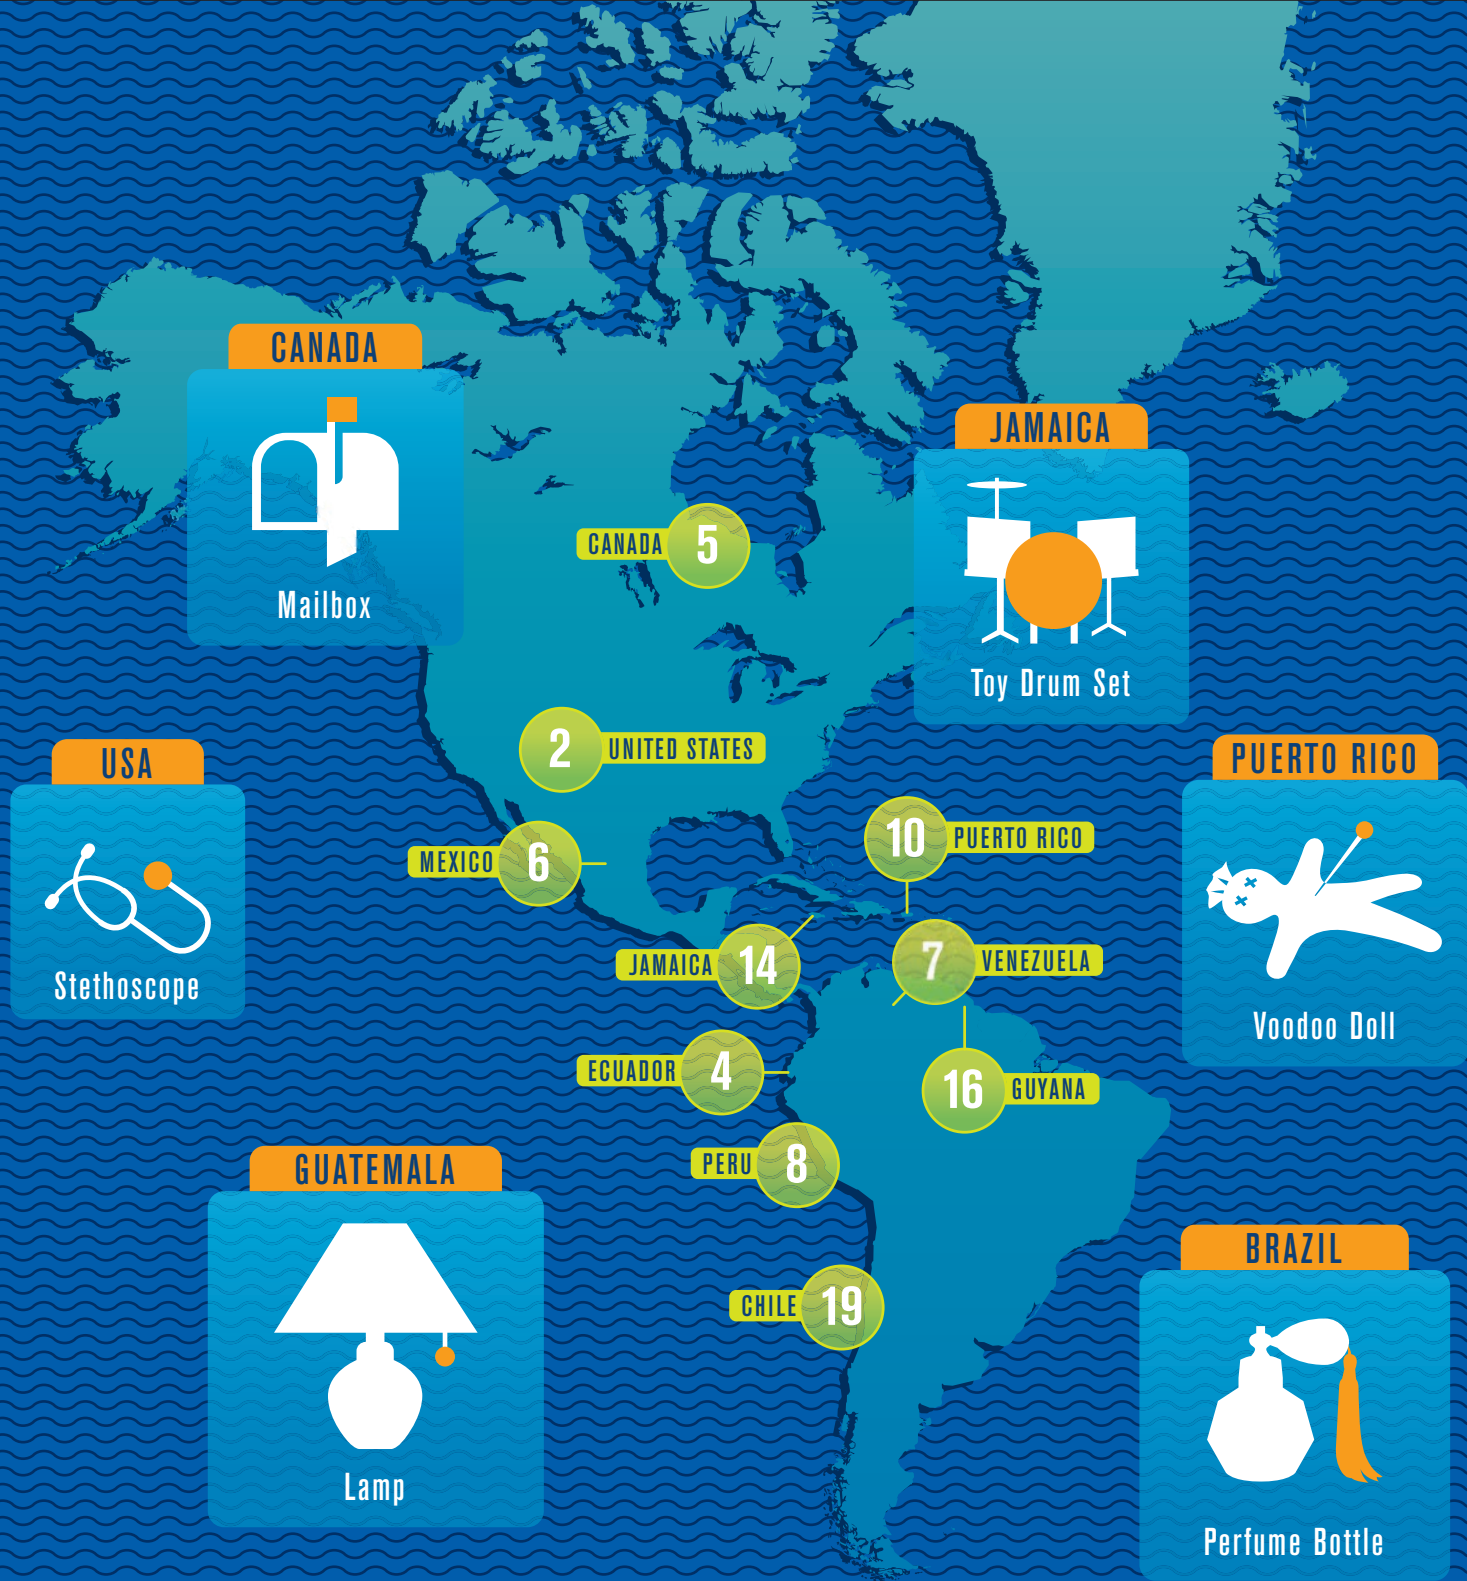 CANADA
Mailbox
JAMAICA
Toy Drum Set
CANADA 5
2 UNITED STATES
USA
Stethoscope
PUERTO RICO
Voodoo Doll
10 PUERTO RICO
MEXICO 6
JAMAICA 14
7 VENEZUELA
ECUADOR 4
16 GUYANA
PERU 8
GUATEMALA
Lamp
CHILE 19
BRAZIL
Perfume Bottle